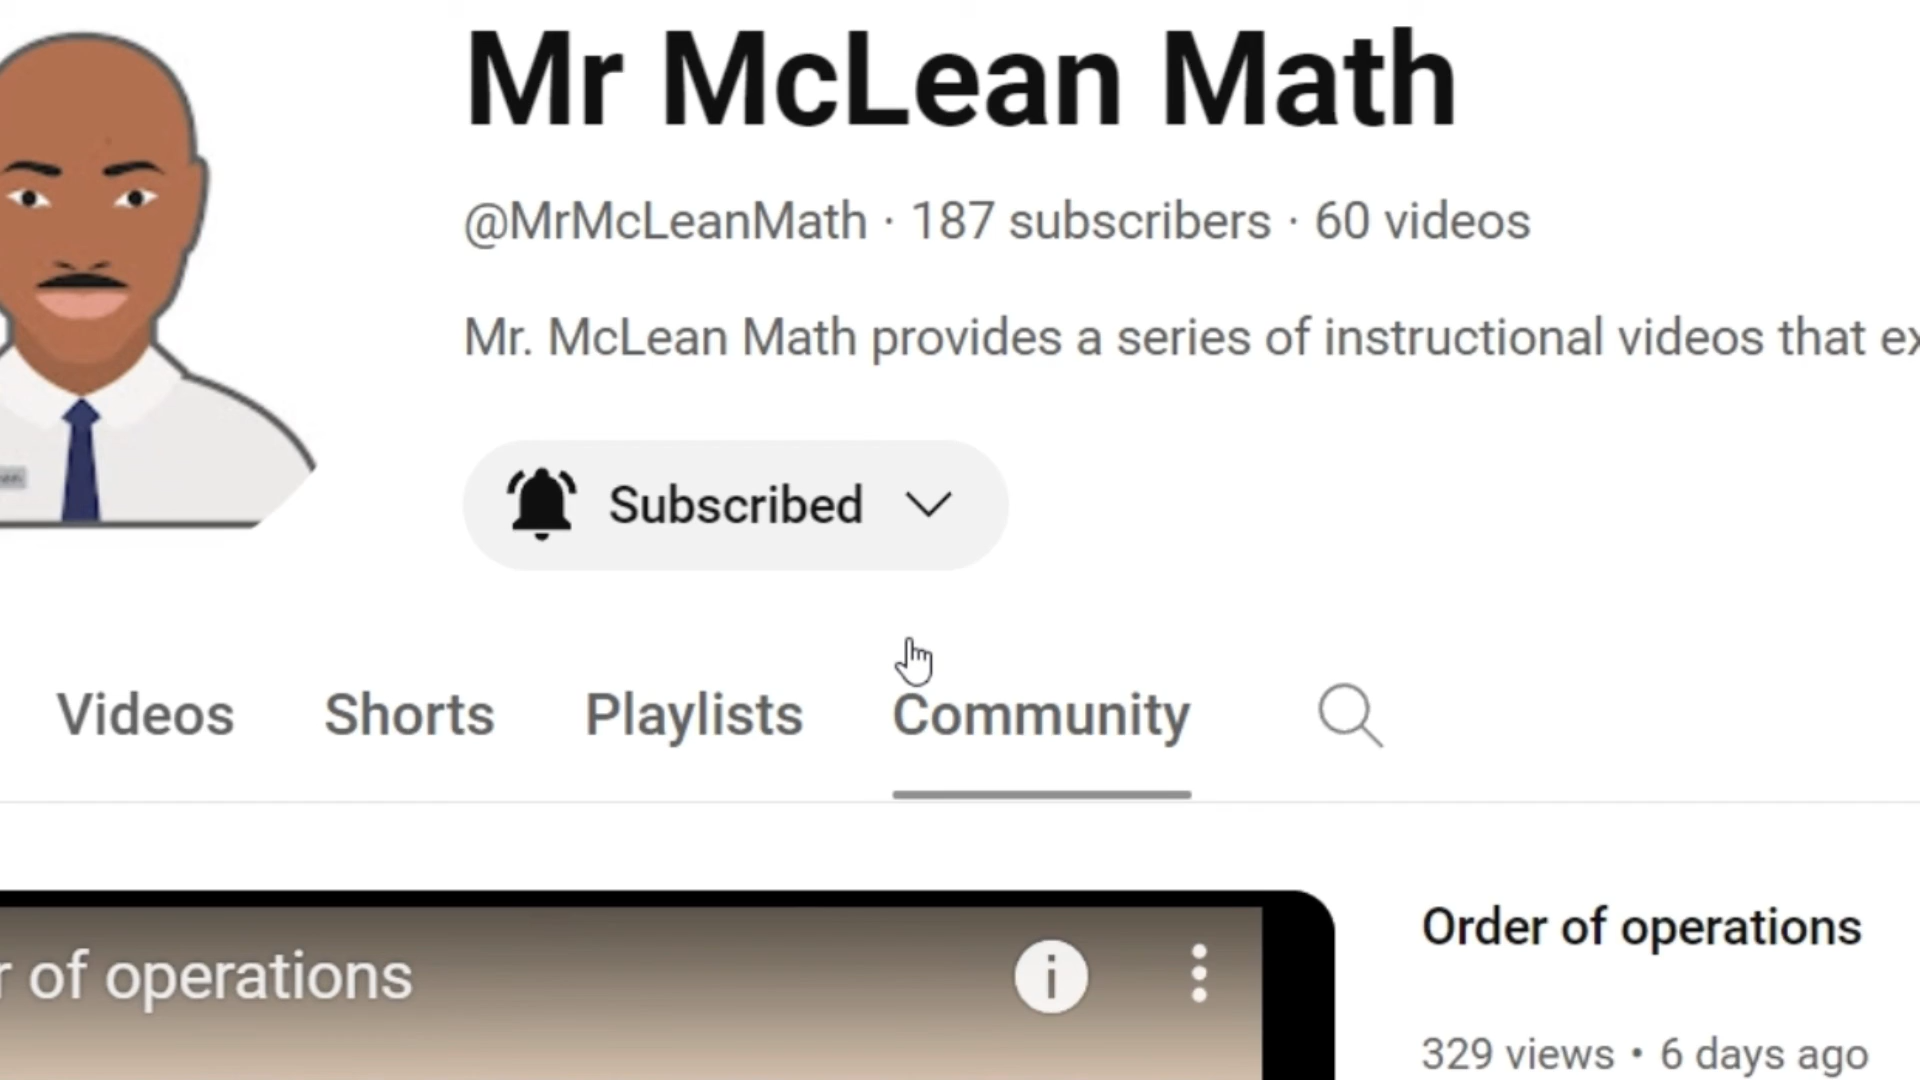 Mr McLean Math
@MrMcLeanMath · 187 subscribers · 60 videos
Mr. McLean Math provides a series of instructional videos that ex
Subscribed
Videos Shorts Playlists Community
r of operations
Order of operations
329 views • 6 days ago